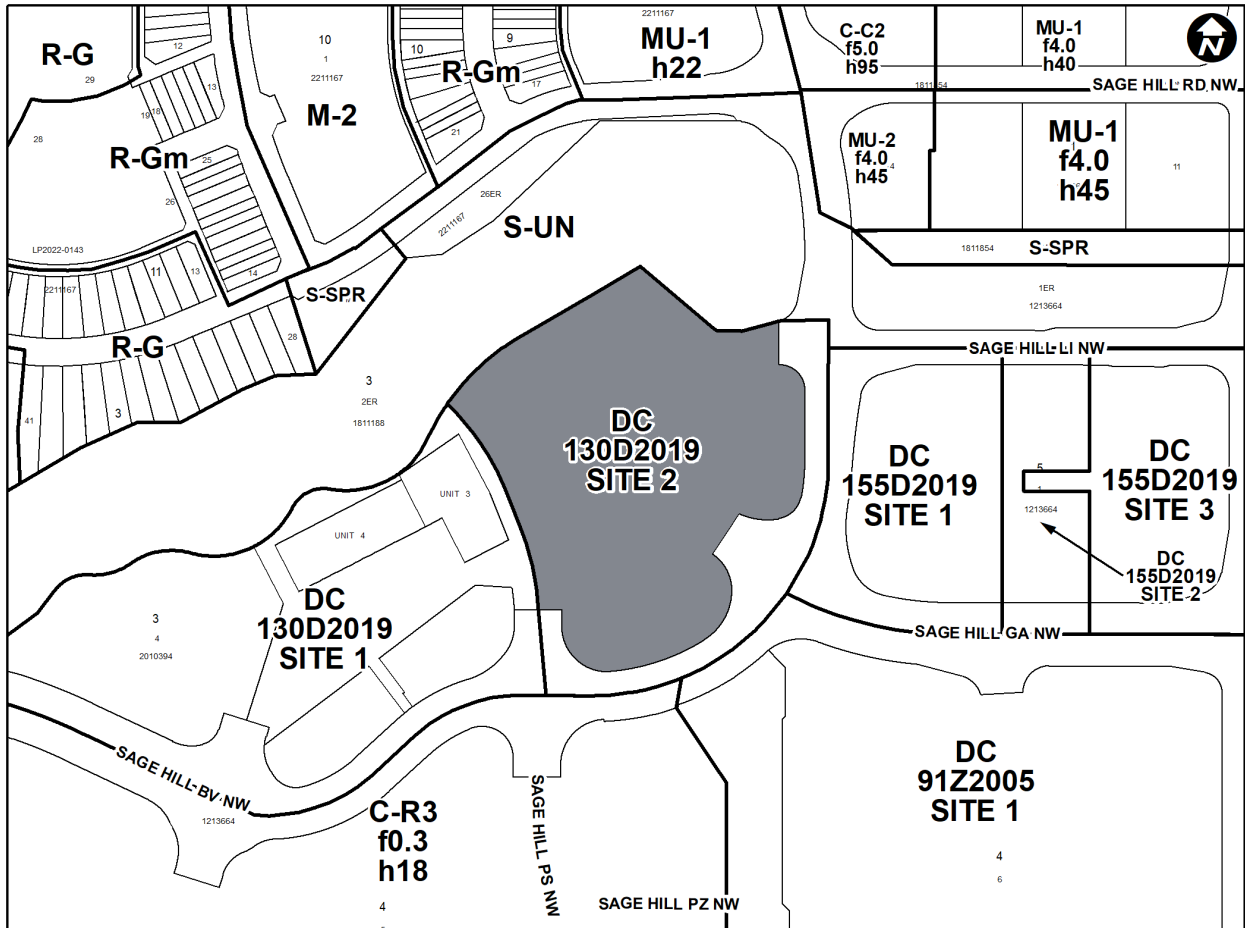 2211167
MU-1
h22
C-C2
f5.0
h95
MU-1
f4.0
h40
N
R-G
29
12
10
1
2211167
10
9
R-Gm
17
SAGE HILL RD NW
1811854
13
18
19
M-2
21
28
R-Gm
25
26
MU-2
f4.0
h45
4
MU-1
f4.0
h45
11
26ER
2211167
S-UN
LP2022-0143
11
13
14
2211167
1811854
S-SPR
S-SPR
1ER
1213664
R-G
28
SAGE HILL LI NW
3
2ER
1811188
41
3
DC
130D2019
SITE 2
DC
155D2019
SITE 1
5
1
1213664
DC
155D2019
SITE 3
UNIT 3
UNIT 4
DC
155D2019
SITE 2
DC
130D2019
SITE 1
3
4
2010394
SAGE HILL GA NW
SAGE HILL BV NW
1213664
SAGE HILL PS NW
DC
91Z2005
SITE 1
C-R3
f0.3
h18
4
4
6
SAGE HILL PZ NW